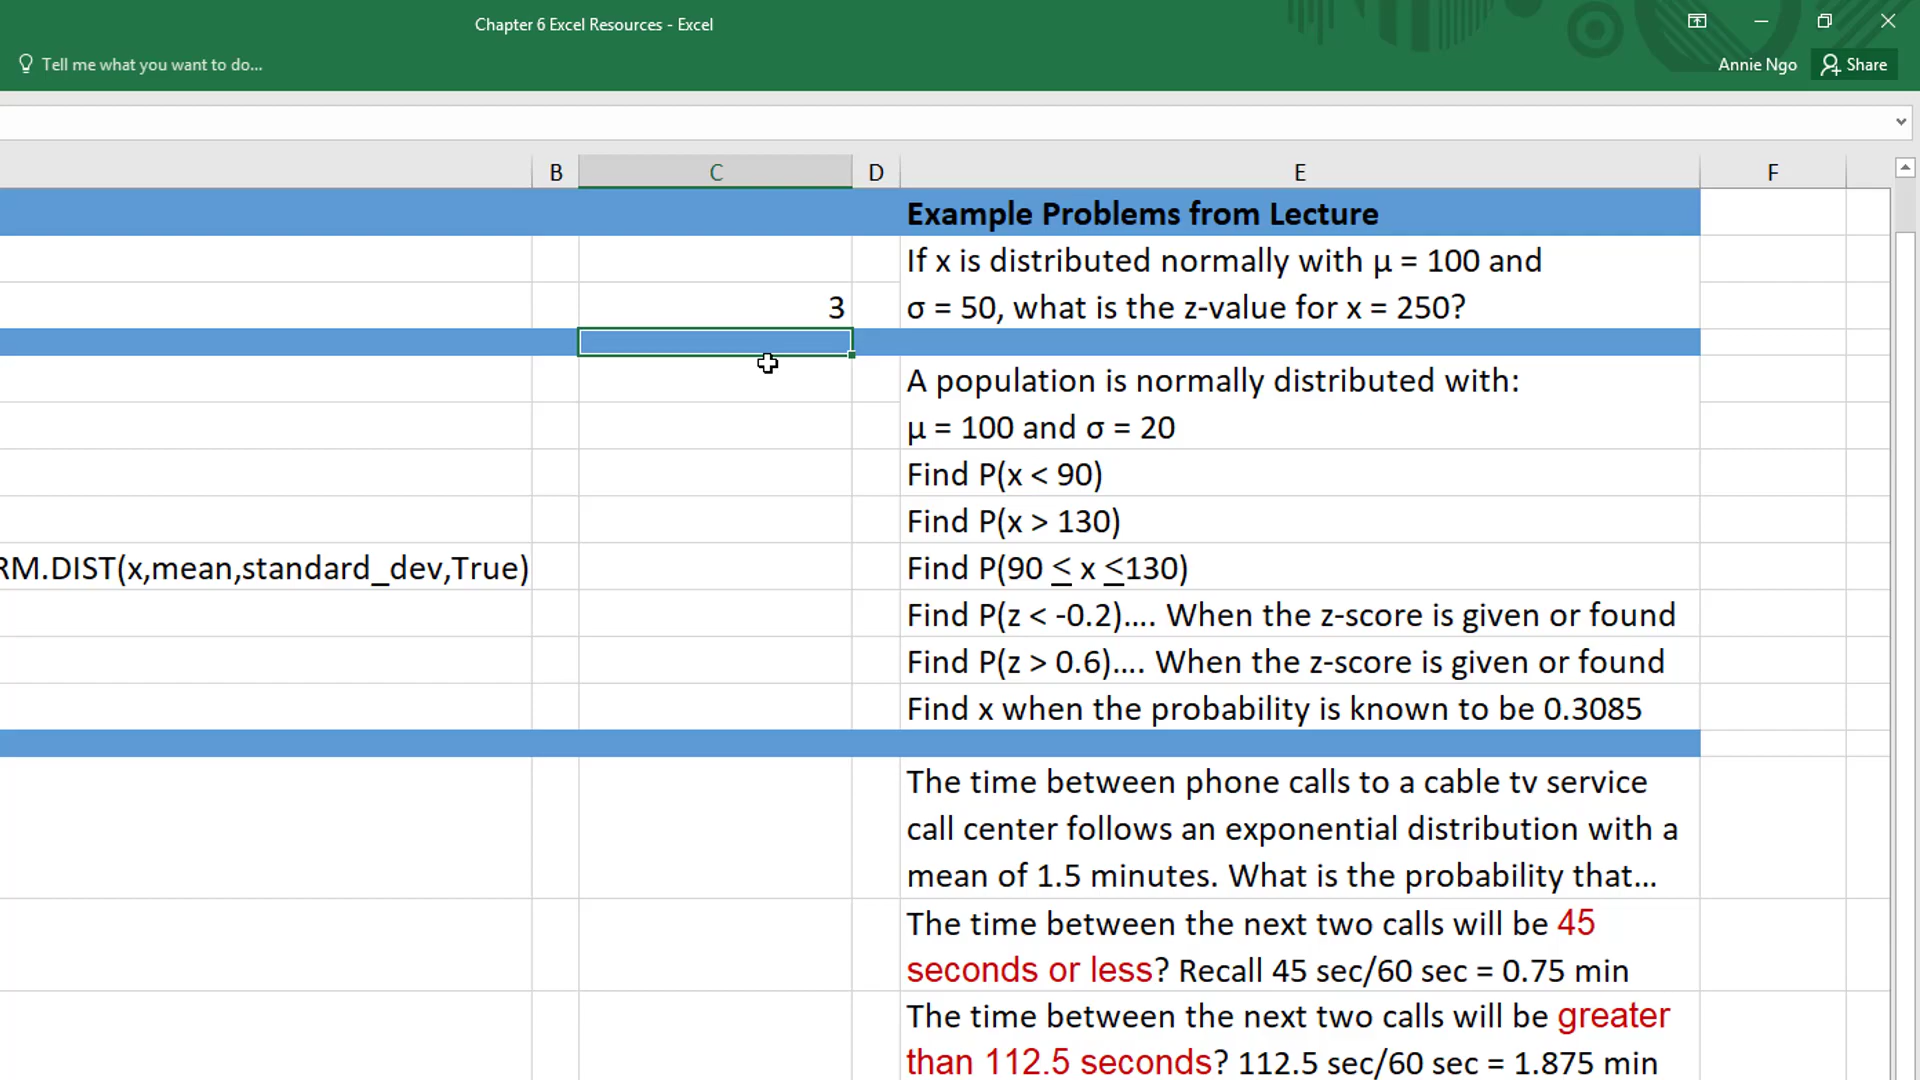 Chapter 6 Excel Resources - Excel
Tell me what you want to do...
Annie Ngo
Share
B C D E F
Example Problems from Lecture
If x is distributed normally with μ = 100 and
3
σ = 50, what is the z-value for x = 250?
A population is normally distributed with:
μ = 100 and σ = 20
Find P(x < 90)
Find P(x > 130)
RM.DIST(x,mean,standard_dev,True)
Find P(90 ≤ x ≤130)
Find P(z < -0.2).... When the z-score is given or found
Find P(z > 0.6).... When the z-score is given or found
Find x when the probability is known to be 0.3085
The time between phone calls to a cable tv service
call center follows an exponential distribution with a
mean of 1.5 minutes. What is the probability that...
The time between the next two calls will be 45
seconds or less? Recall 45 sec/60 sec = 0.75 min
The time between the next two calls will be greater
than 112.5 seconds? 112.5 sec/60 sec = 1.875 min